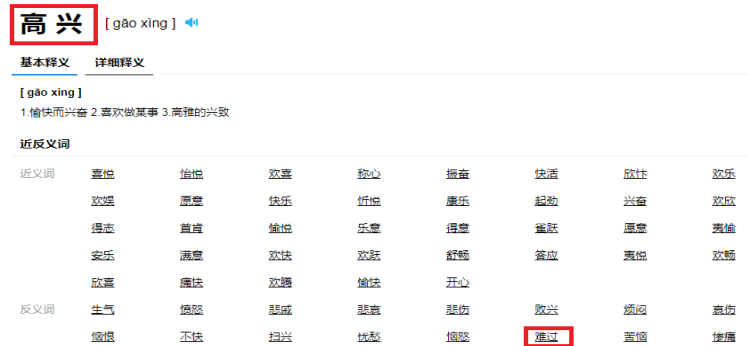 高兴 [ gāo xìng ]
基本释义 详细释义
[ gāo xìng ]
1.愉快而兴奋 2.喜欢做某事 3.高雅的兴致
近反义词
近义词 喜悦 怡悦 欢喜 称心 振奋 快活 欣忭 欢乐
欢娱 愿意 快乐 忻悦 康乐 起劲 兴奋 欢欣
得志 首肯 愉悦 乐意 得意 雀跃 愿意 夷愉
安乐 满意 欢快 欢跃 舒畅 答应 夷悦 欢畅
欣喜 痛快 欢腾 愉快 开心
反义词 生气 愤怒 悲戚 悲哀 悲伤 败兴 烦闷 哀伤
恼恨 不快 扫兴 忧愁 恼怒 难过 苦恼 惨痛